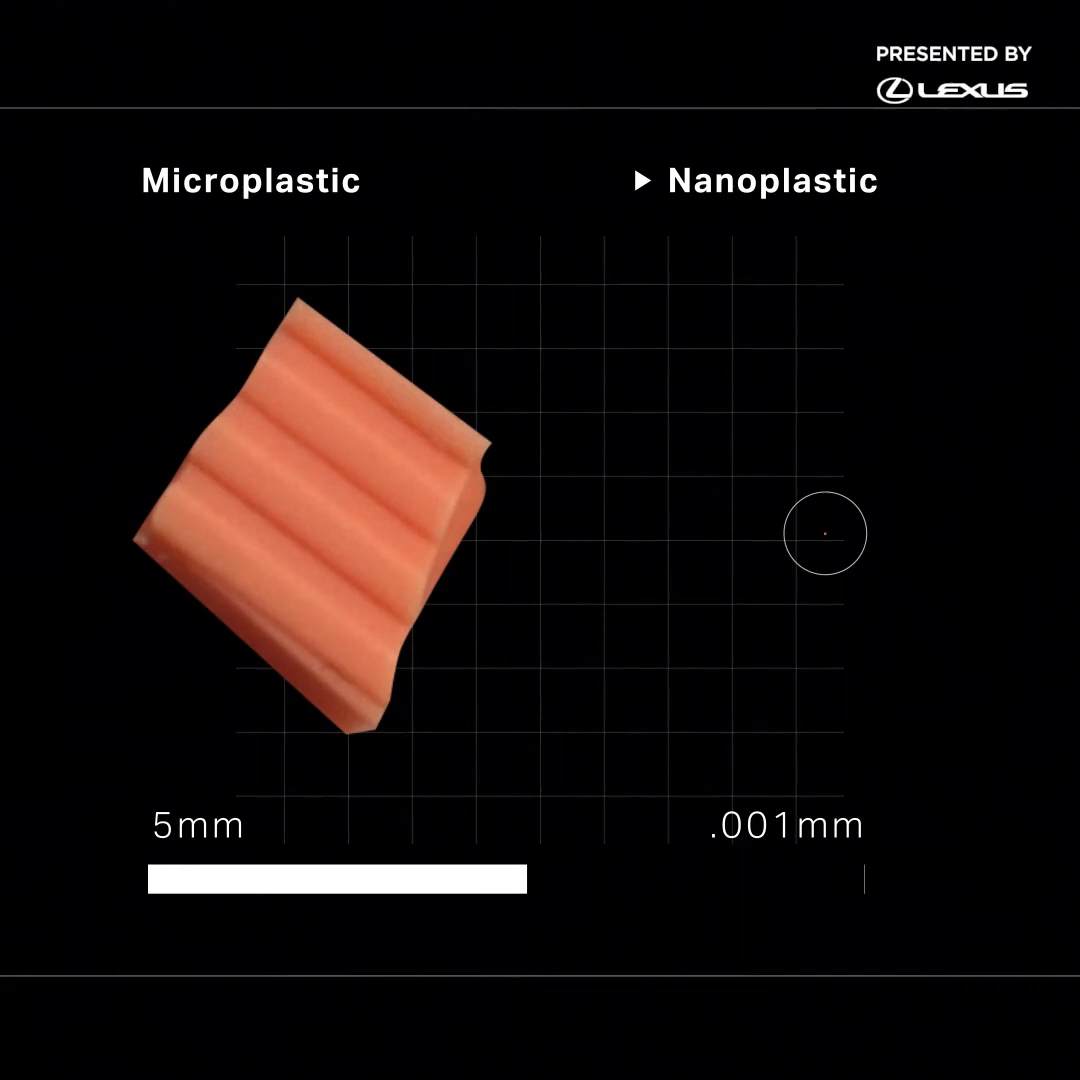 PRESENTED BY
LEXUS
Microplastic
Nanoplastic
5mm
.001mm